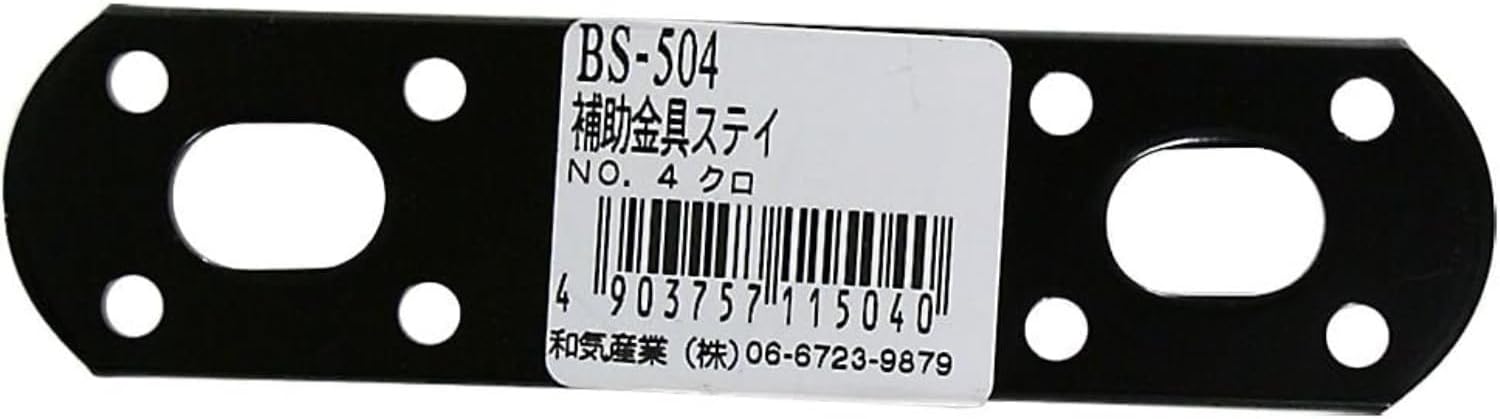 BS-504
補助金具ステイ
NO. 4 クロ
4 903757 115040
和気産業(株)06-6723-9879